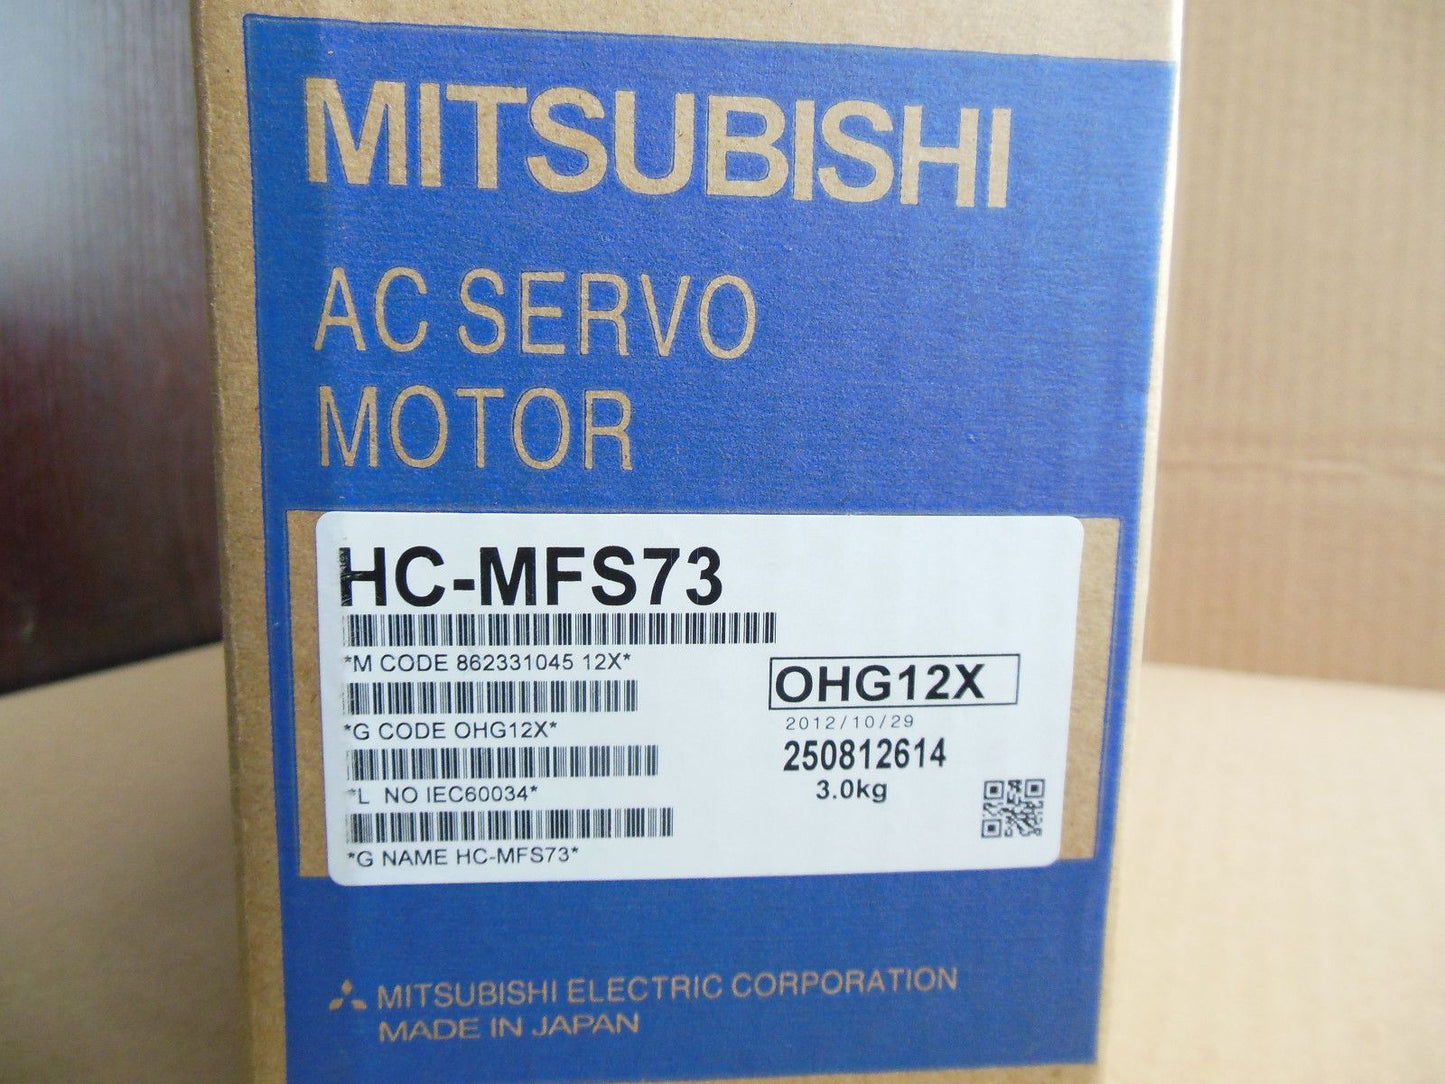 MITSUBISHI
AC SERVO
MOTOR
HC-MFS73
*M CODE 862331045 12X*
*G CODE OHG12X*
*L NO IEC60034*
*G NAME HC-MFS73*
OHG12X
2012/10/29
250812614
3.0kg
MITSUBISHI ELECTRIC CORPORATION
MADE IN JAPAN